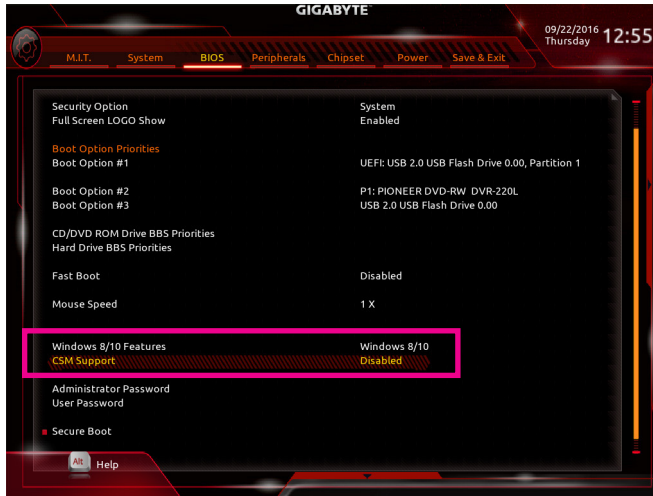 GIGABYTE™
09/22/2016 12:55
Thursday
M.I.T. System BIOS Peripherals Chipset Power Save & Exit
Security Option System
Full Screen LOGO Show Enabled
Boot Option Priorities
Boot Option #1 UEFI: USB 2.0 USB Flash Drive 0.00, Partition 1
Boot Option #2 P1: PIONEER DVD-RW DVR-220L
Boot Option #3 USB 2.0 USB Flash Drive 0.00
CD/DVD ROM Drive BBS Priorities
Hard Drive BBS Priorities
Fast Boot Disabled
Mouse Speed 1 X
Windows 8/10 Features Windows 8/10
CSM Support Disabled
Administrator Password
User Password
Secure Boot
Alt Help